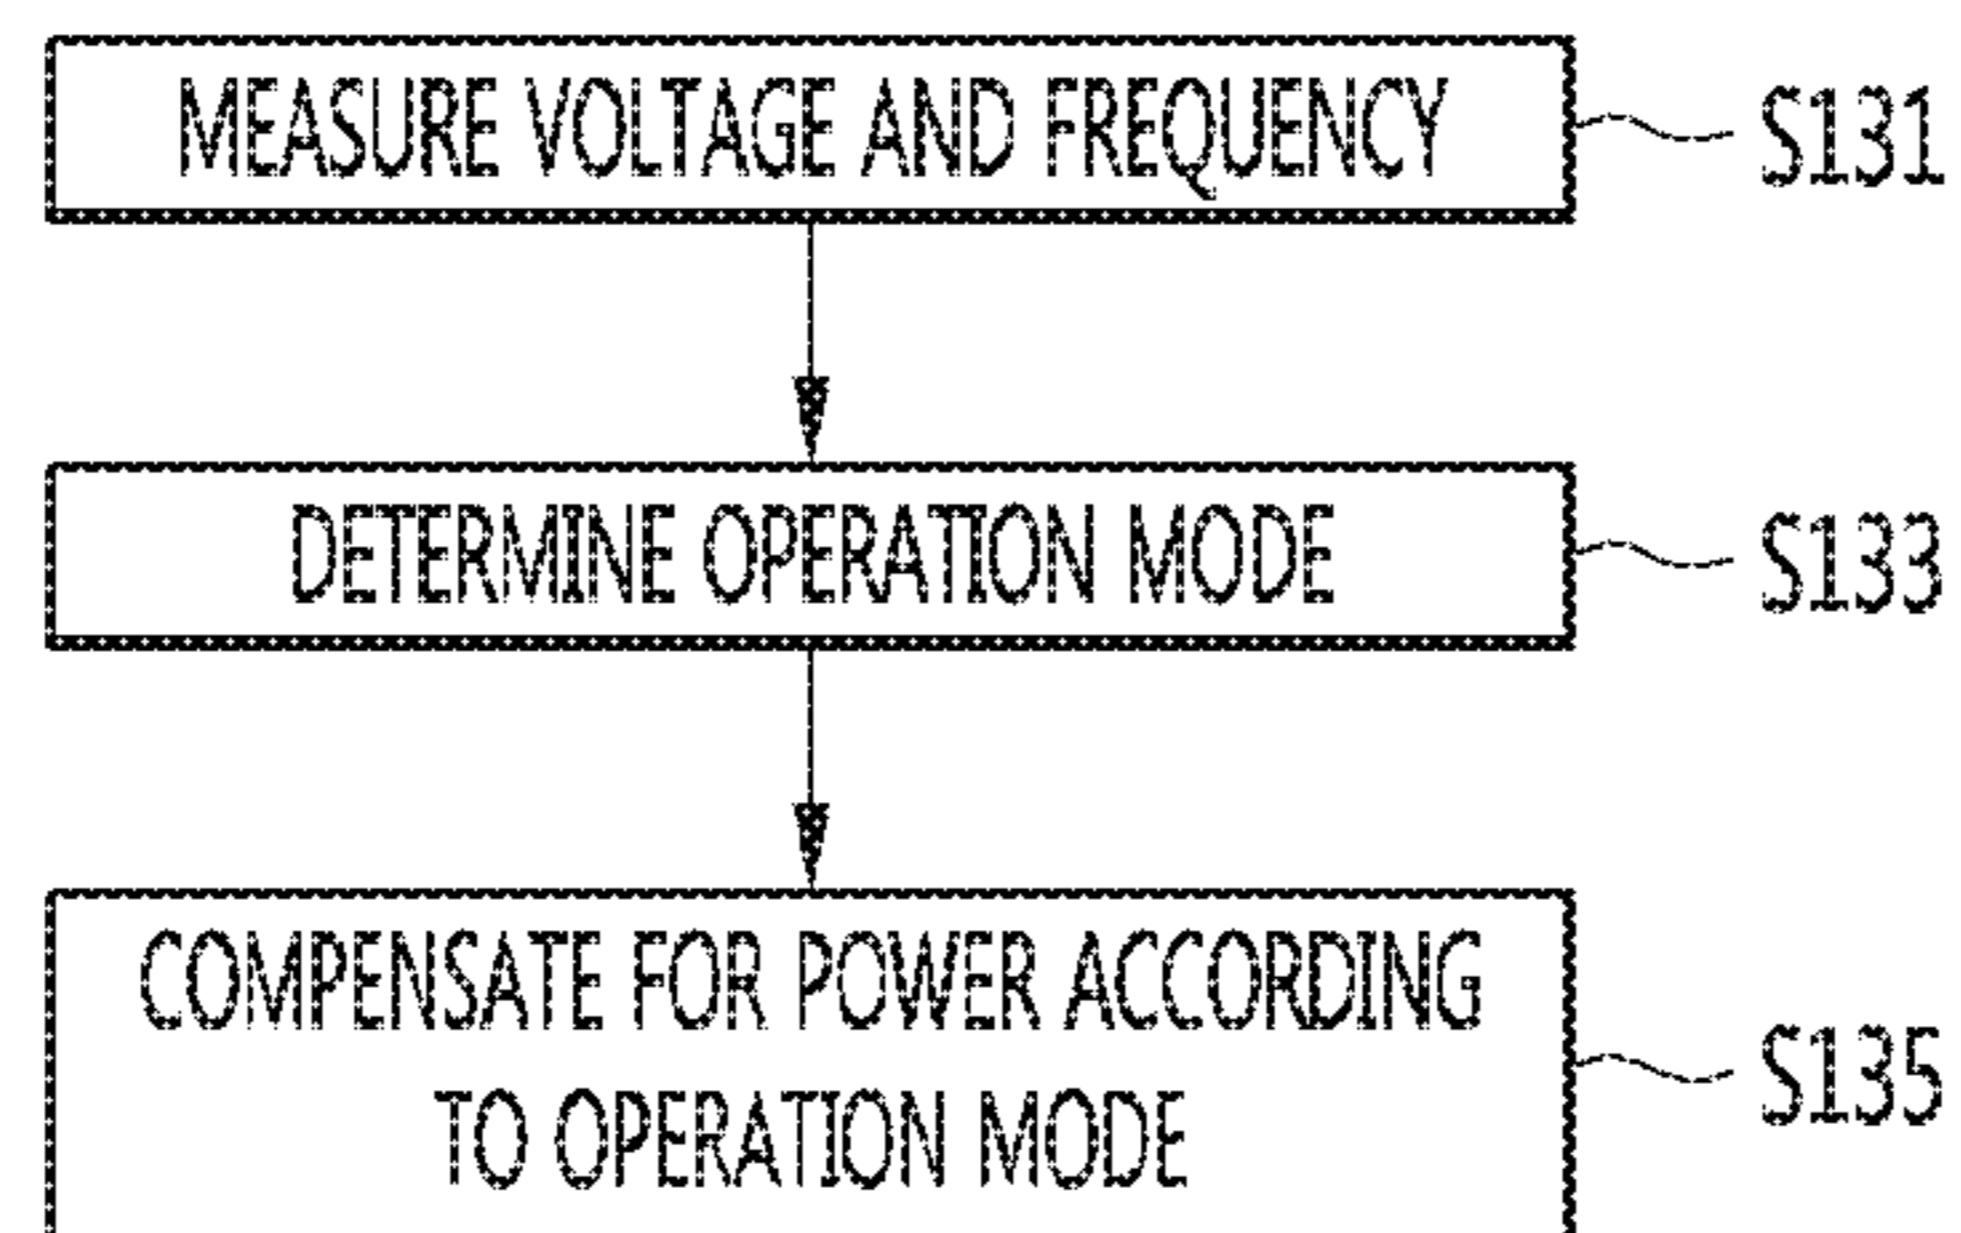 MEASURE VOLTAGE AND FREQUENCY
S131
DETERMINE OPERATION MODE
S133
COMPENSATE FOR POWER ACCORDING
TO OPERATION MODE
S135